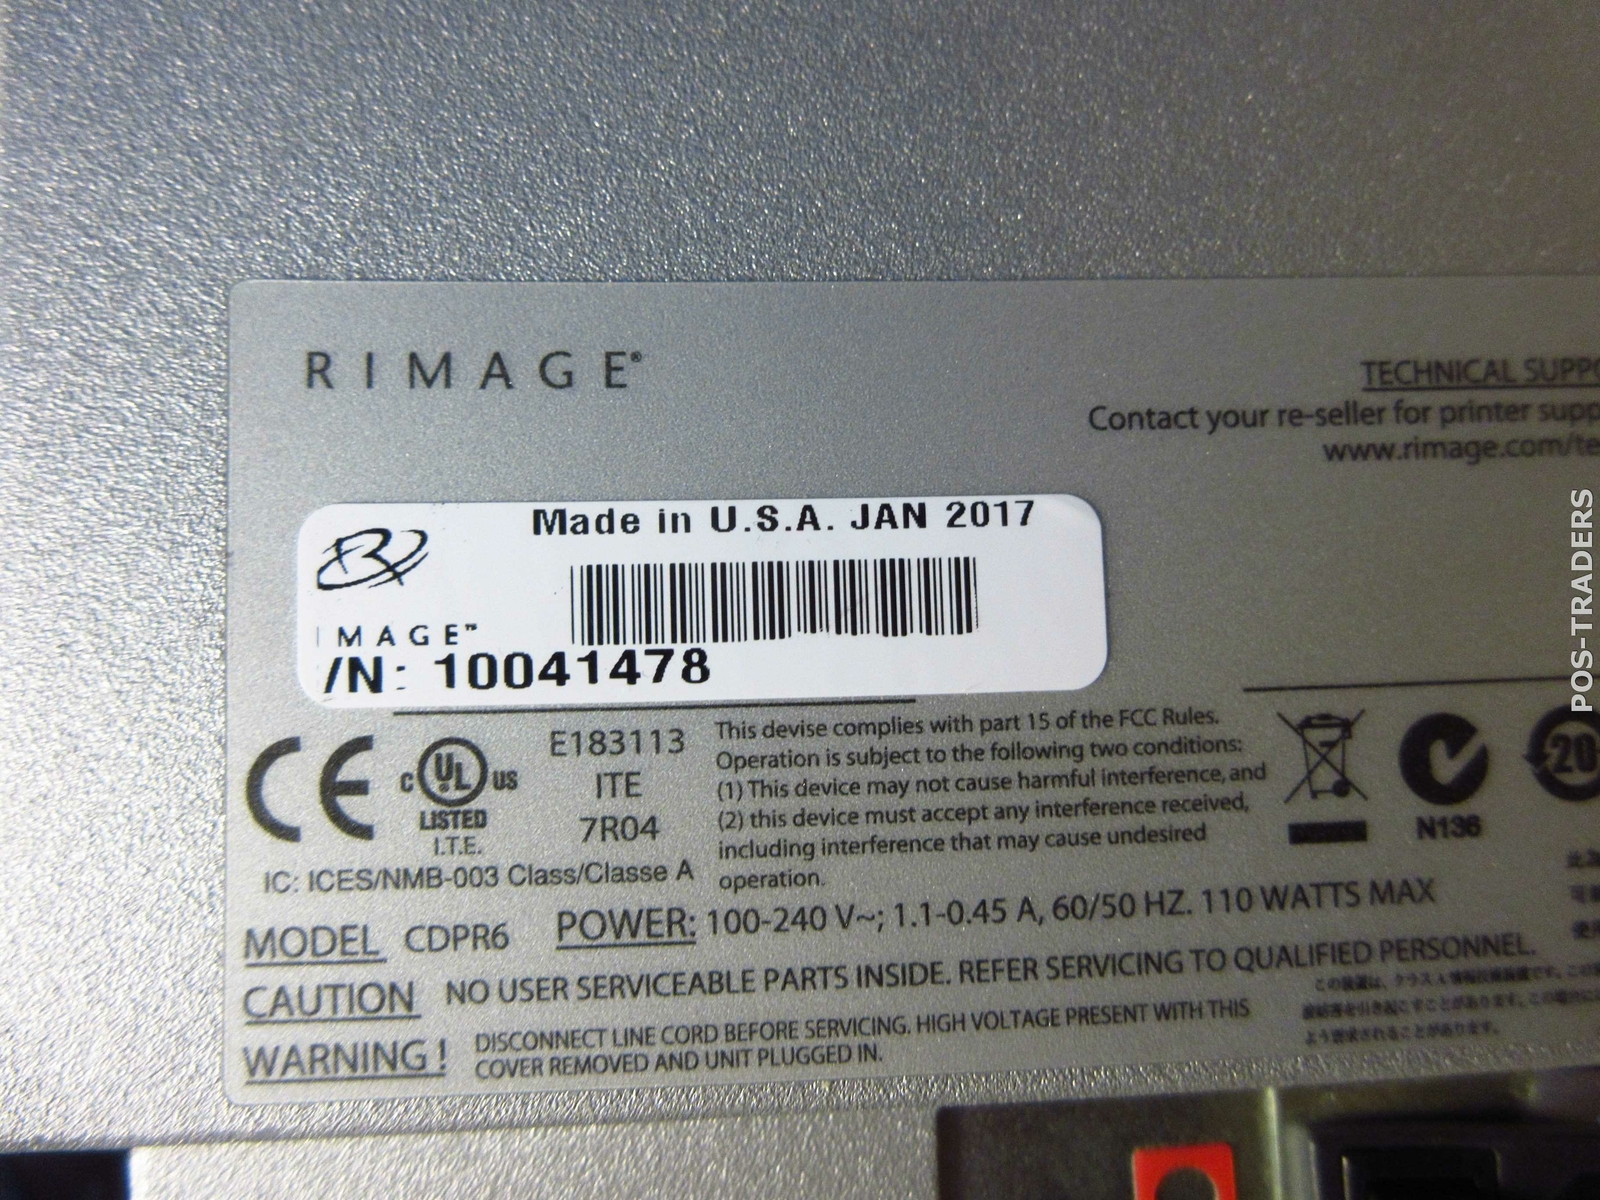 RIMAGE®
TECHNICAL SUPPO
Contact your re-seller for printer supp
www.rimage.com/te
Made in U.S.A. JAN 2017
IMAGE™
/N: 10041478
CE
C UL US
LISTED
I.T.E.
E183113
ITE
7R04
This devise complies with part 15 of the FCC Rules.
Operation is subject to the following two conditions:
(1) This device may not cause harmful interference, and
(2) this device must accept any interference received,
including interference that may cause undesired
operation.
N136
20
IC: ICES/NMB-003 Class/Classe A
MODEL CDPR6 POWER: 100-240 V~; 1.1-0.45 A, 60/50 HZ. 110 WATTS MAX
CAUTION NO USER SERVICEABLE PARTS INSIDE. REFER SERVICING TO QUALIFIED PERSONNEL.
WARNING! DISCONNECT LINE CORD BEFORE SERVICING. HIGH VOLTAGE PRESENT WITH THIS
COVER REMOVED AND UNIT PLUGGED IN.
POS-TRADERS